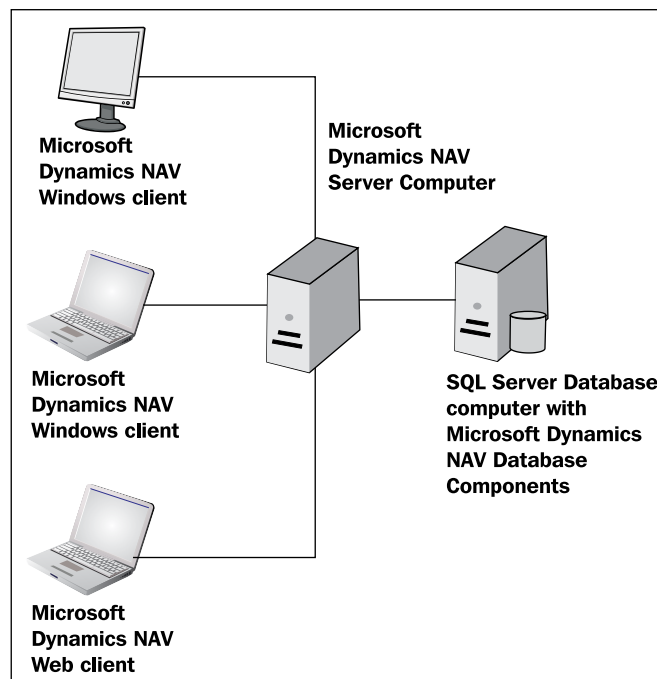 Microsoft
Dynamics NAV
Windows client
Microsoft
Dynamics NAV
Server Computer
Microsoft
Dynamics NAV
Windows client
SQL Server Database
computer with
Microsoft Dynamics
NAV Database
Components
Microsoft
Dynamics NAV
Web client